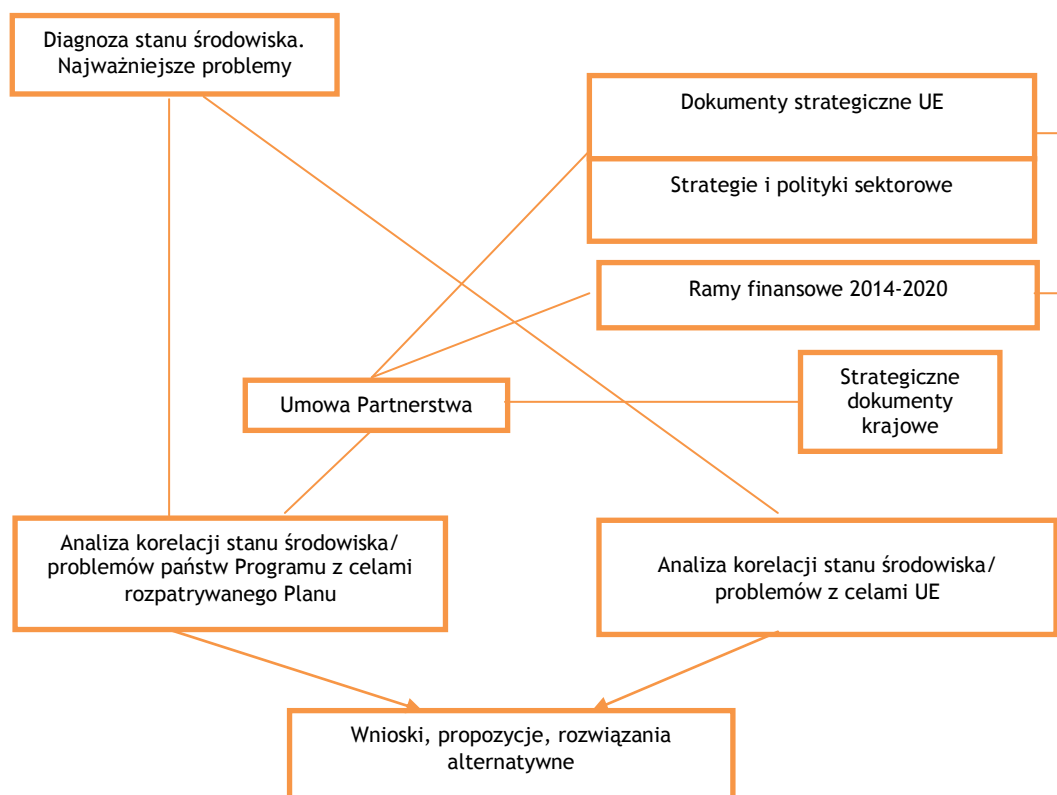 Diagnoza stanu środowiska.
Najważniejsze problemy
Dokumenty strategiczne UE
Strategie i polityki sektorowe
Ramy finansowe 2014-2020
Umowa Partnerstwa
Strategiczne
dokumenty
krajowe
Analiza korelacji stanu środowiska/
problemów państw Programu z celami
rozpatrywanego Planu
Analiza korelacji stanu środowiska/
problemów z celami UE
Wnioski, propozycje, rozwiązania
alternatywne